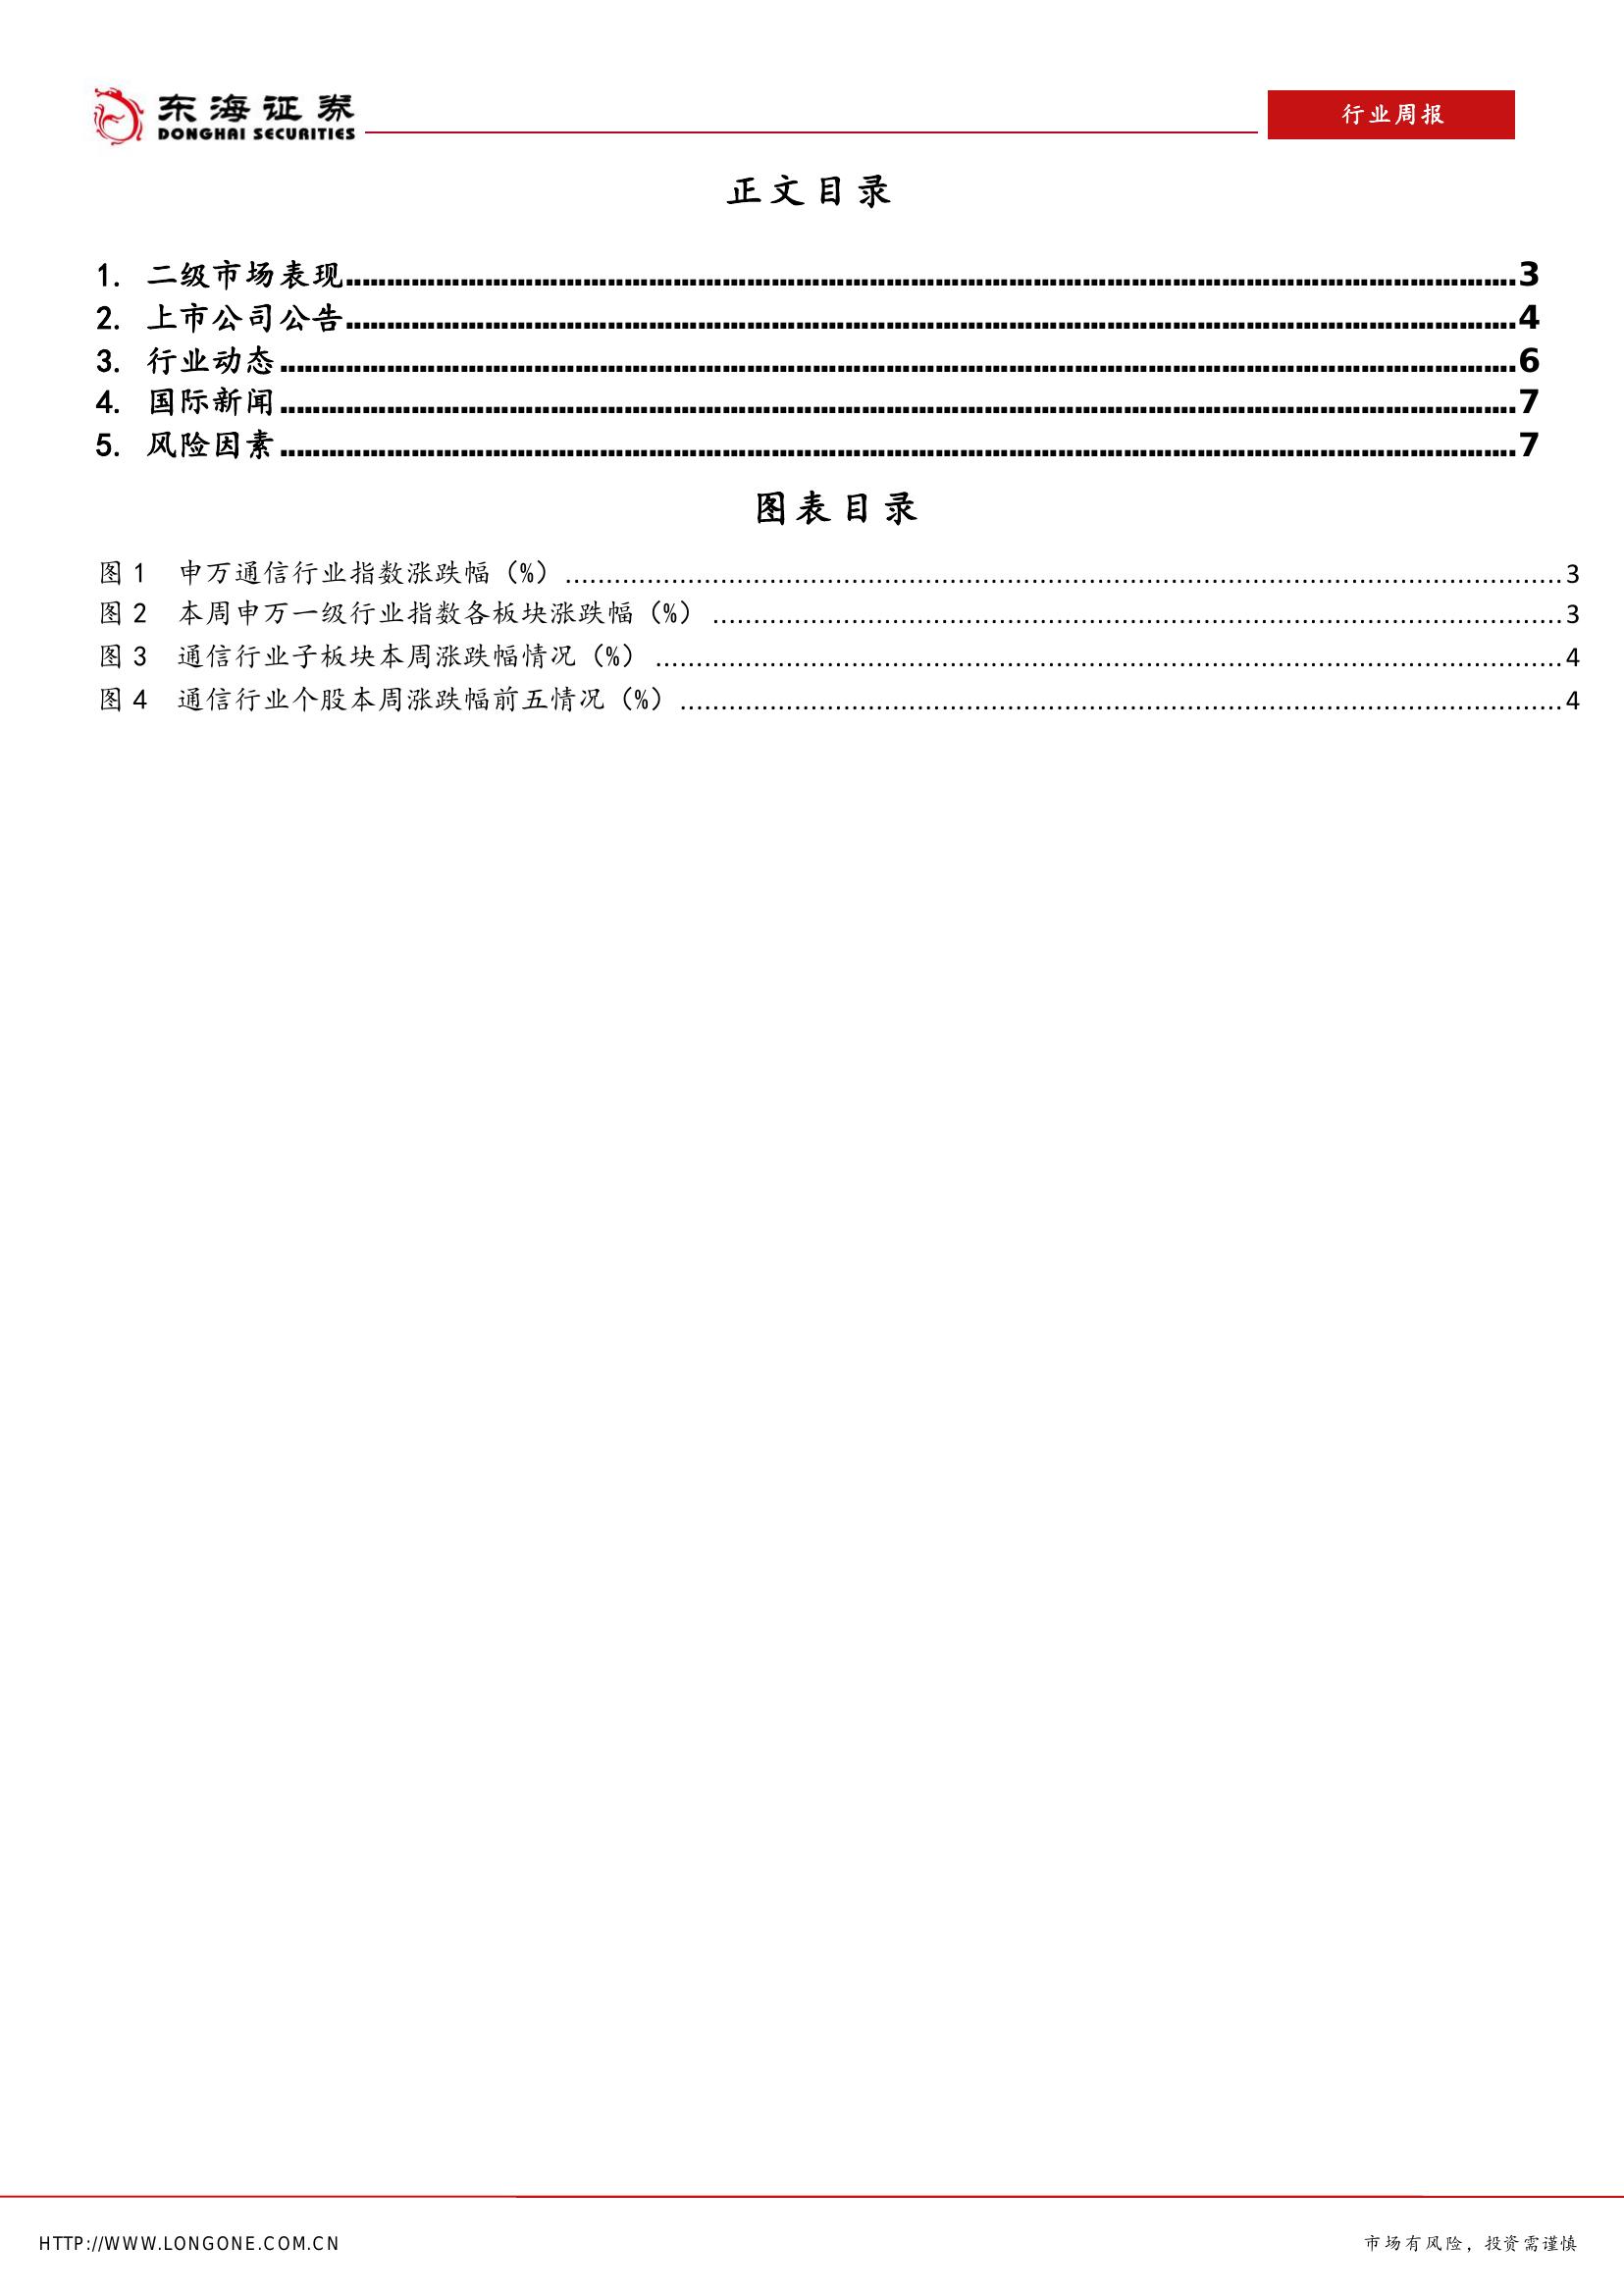 东海证券
DONGHAI SECURITIES
行业周报
正文目录
1. 二级市场表现........................................3
2. 上市公司公告........................................4
3. 行业动态........................................6
4. 国际新闻........................................7
5. 风险因素........................................7
图表目录
图 1 申万通信行业指数涨跌幅（%）........................................3
图 2 本周申万一级行业指数各板块涨跌幅（%）........................................3
图 3 通信行业子板块本周涨跌幅情况（%）........................................4
图 4 通信行业个股本周涨跌幅前五情况（%）........................................4
HTTP://WWW.LONGONE.COM.CN
市场有风险，投资需谨慎